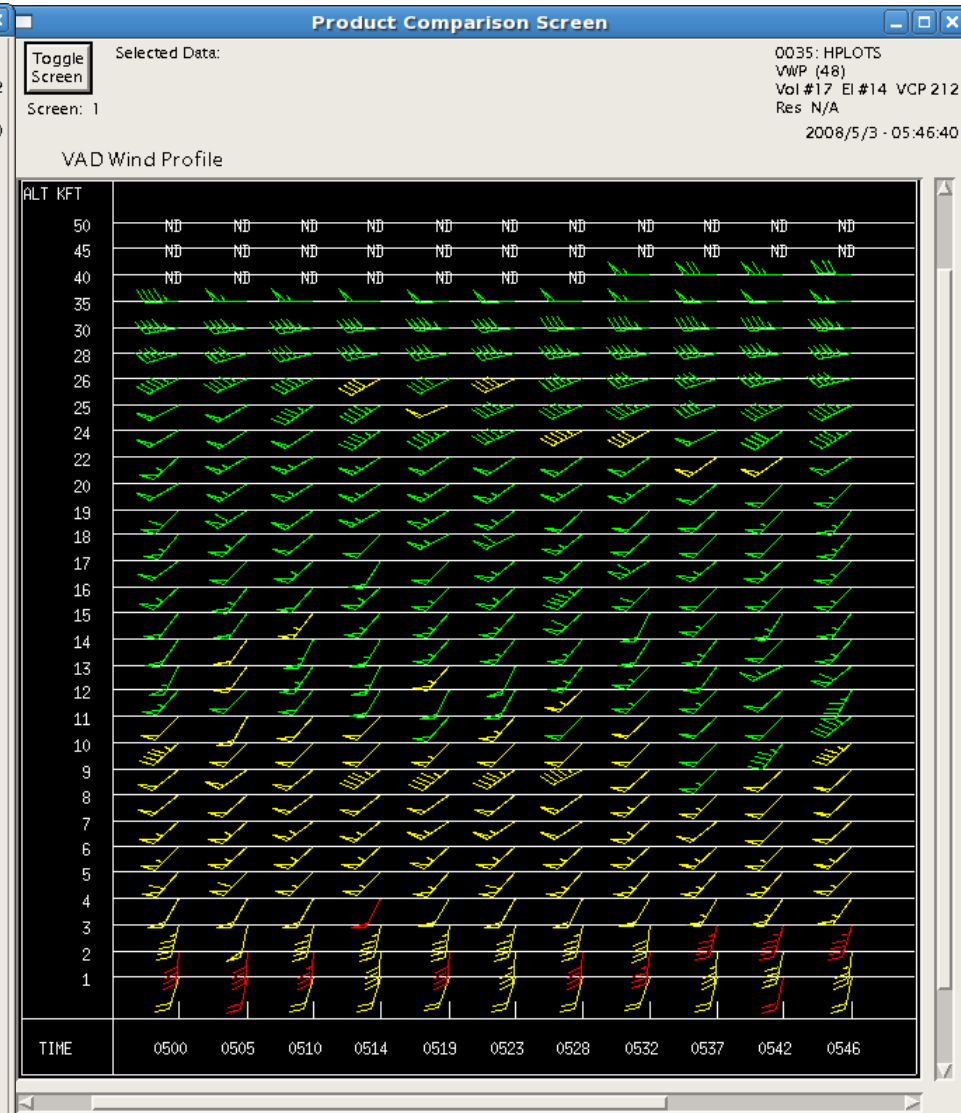 Product Comparison Screen
Toggle
Screen
Selected Data:
0035: HPLOTS
VWP (48)
Vol #17 El #14 VCP 212
Res N/A
Screen: 1
2008/5/3 - 05:46:40
VAD Wind Profile
ALT KFT
50 ND ND ND ND ND ND ND ND ND ND ND
45 ND ND ND ND ND ND ND ND ND ND ND
40 ND ND ND ND ND ND ND
35
30
28
26
25
24
22
20
19
18
17
16
15
14
13
12
11
10
9
8
7
6
5
4
3
2
1
TIME 0500 0505 0510 0514 0519 0523 0528 0532 0537 0542 0546